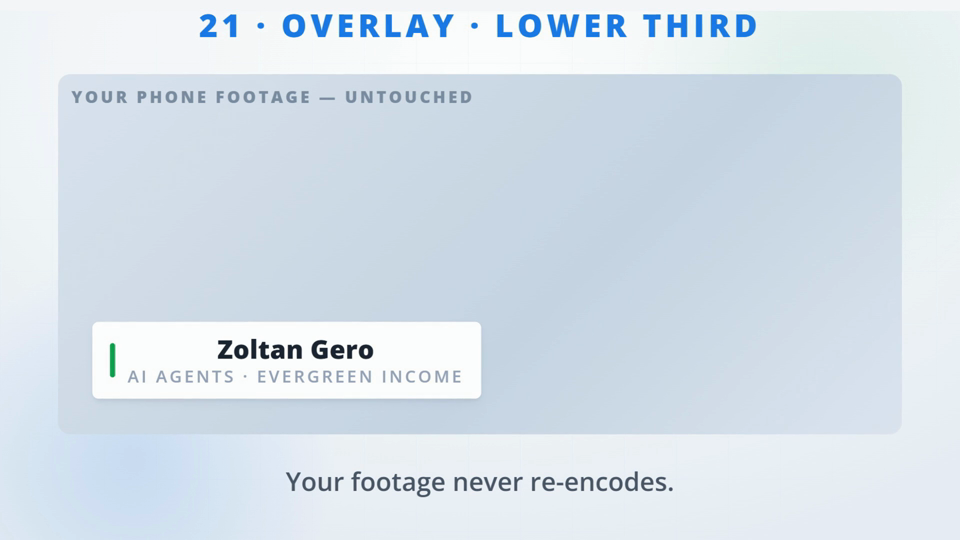 21 · OVERLAY · LOWER THIRD
YOUR PHONE FOOTAGE — UNTOUCHED
Zoltan Gero
AI AGENTS · EVERGREEN INCOME
Your footage never re-encodes.